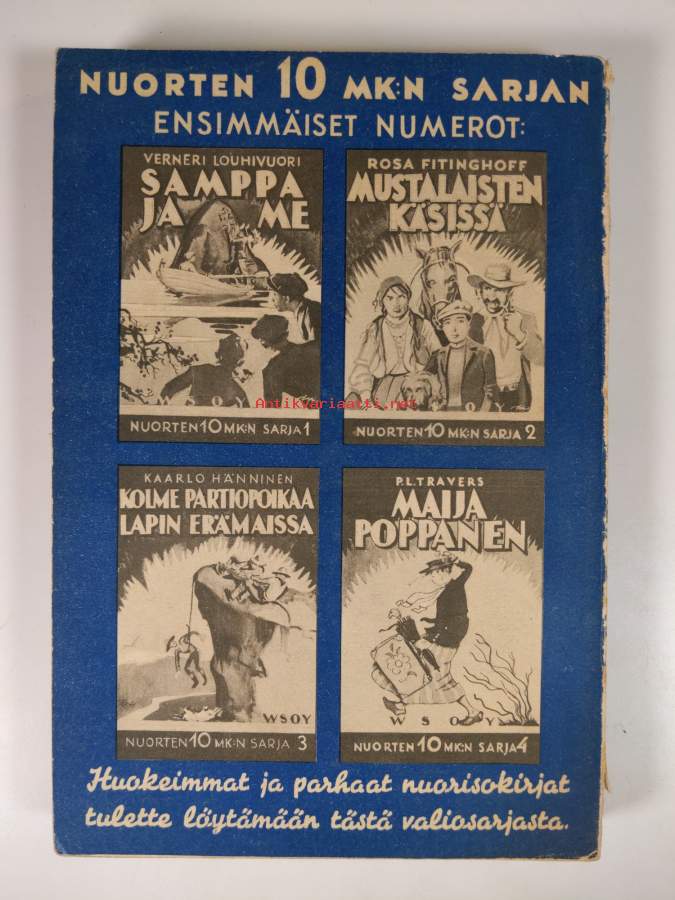 NUORTEN 10 MK:N SARJAN
ENSIMMÄISET NUMEROT:
VERNERI LOUHIVUORI
SAMPPA
JA ME
WSOY
NUORTEN 10 MK:N SARJA 1
ROSA FITINGHOFF
MUSTALAISTEN
KÄSISSÄ
WSOY
NUORTEN 10 MK:N SARJA 2
Antikvariaatti.net
KAARLO HÄNNINEN
KOLME PARTIOPOIKAA
LAPIN ERÄMAISSA
WSOY
NUORTEN 10 MK:N SARJA 3
P.L.TRAVERS
MAIJA
POPPANEN
WSOY
NUORTEN 10 MK:N SARJA 4
Huokeimmat ja parhaat nuorisokirjat
tulette löytämään tästä valiosarjasta.